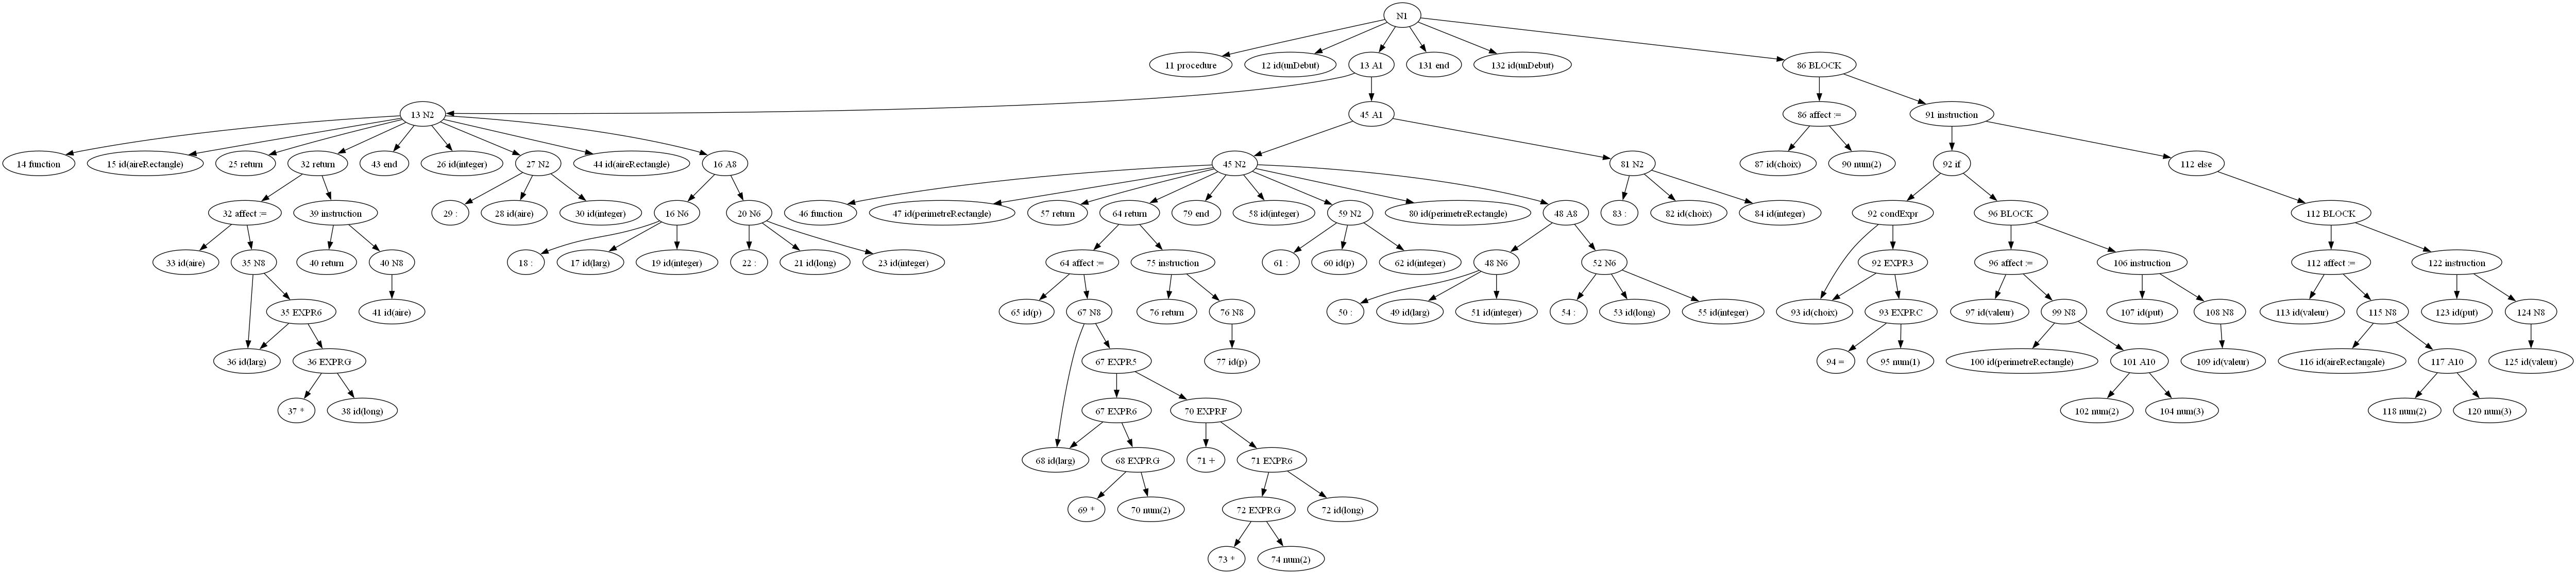 N1
11 procedure
12 id(unDebut)
13 A1
131 end
132 id(unDebut)
86 BLOCK
13 N2
45 A1
86 affect :=
91 instruction
14 function
15 id(aireRectangle)
25 return
32 return
43 end
26 id(integer)
27 N2
44 id(aireRectangle)
16 A8
45 N2
81 N2
87 id(choix)
90 num(2)
92 if
112 else
32 affect :=
39 instruction
29 :
28 id(aire)
30 id(integer)
16 N6
20 N6
46 function
47 id(perimetreRectangle)
57 return
64 return
79 end
58 id(integer)
59 N2
80 id(perimetreRectangle)
48 A8
83 :
82 id(choix)
84 id(integer)
92 condExpr
96 BLOCK
112 BLOCK
33 id(aire)
35 N8
40 return
40 N8
18 :
17 id(larg)
19 id(integer)
22 :
21 id(long)
23 id(integer)
64 affect :=
75 instruction
61 :
60 id(p)
62 id(integer)
48 N6
52 N6
92 EXPR3
96 affect :=
106 instruction
112 affect :=
122 instruction
35 EXPR6
41 id(aire)
65 id(p)
67 N8
76 return
76 N8
50 :
49 id(larg)
51 id(integer)
54 :
53 id(long)
55 id(integer)
93 id(choix)
93 EXPRC
97 id(valeur)
99 N8
107 id(put)
108 N8
113 id(valeur)
115 N8
123 id(put)
124 N8
36 id(larg)
36 EXPRG
67 EXPR5
77 id(p)
94 =
95 num(1)
100 id(perimetreRectangle)
101 A10
109 id(valeur)
116 id(aireRectangale)
117 A10
125 id(valeur)
37 *
38 id(long)
67 EXPR6
70 EXPRF
102 num(2)
104 num(3)
118 num(2)
120 num(3)
68 id(larg)
68 EXPRG
71 +
71 EXPR6
69 *
70 num(2)
72 EXPRG
72 id(long)
73 *
74 num(2)